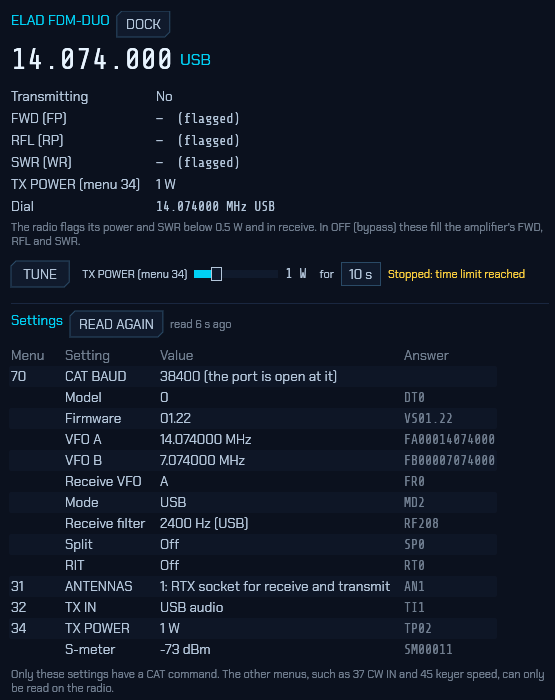 ELAD FDM-DUO DOCK
14.074.000 USB
Transmitting No
FWD (FP) – (flagged)
RFL (RP) – (flagged)
SWR (WR) – (flagged)
TX POWER (menu 34) 1 W
Dial 14.074000 MHz USB
The radio flags its power and SWR below 0.5 W and in receive. In OFF (bypass) these fill the amplifier's FWD,
RFL and SWR.
TUNE TX POWER (menu 34) 1 W for 10 s Stopped: time limit reached
Settings READ AGAIN read 6 s ago
Menu Setting Value Answer
70 CAT BAUD 38400 (the port is open at it)
Model 0 DT0
Firmware 01.22 VS01.22
VFO A 14.074000 MHz FA00014074000
VFO B 7.074000 MHz FB00007074000
Receive VFO A FR0
Mode USB MD2
Receive filter 2400 Hz (USB) RF208
Split Off SP0
RIT Off RT0
31 ANTENNAS 1: RTX socket for receive and transmit AN1
32 TX IN USB audio TI1
34 TX POWER 1 W TP02
S-meter -73 dBm SM00011
Only these settings have a CAT command. The other menus, such as 37 CW IN and 45 keyer speed, can only
be read on the radio.